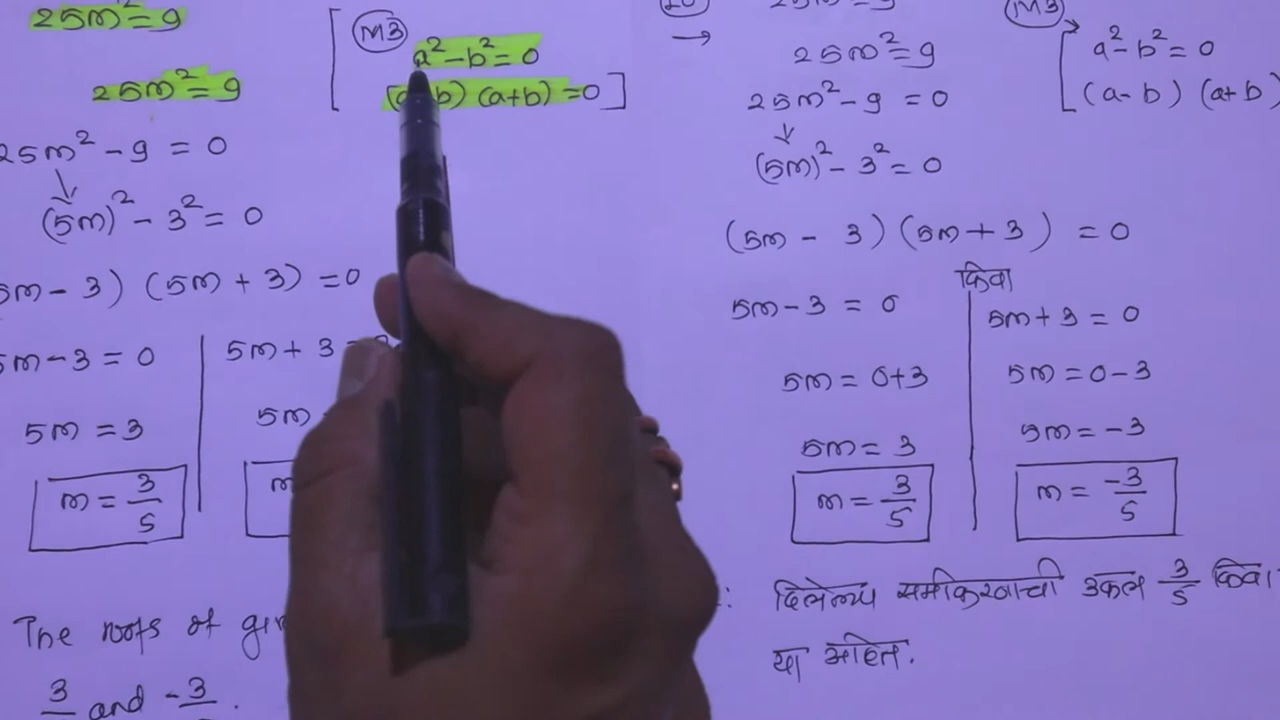 25m² = 9
M3
a² - b² = 0
25m² = 9
b) (a+b) = 0
25m² - 9 = 0
(5m)² - 3² = 0
5m - 3) (5m + 3) = 0
5m - 3 = 0
5m + 3
5m = 3
5m
m = 3/5
m
The roots of
3/ and -3/ .
25m² = 9
25m² - 9 = 0
(5m)² - 3² = 0
M3
a² - b² = 0
(a - b) (a + b)
(5m - 3) (5m + 3) = 0
किंवा
5m - 3 = 0
5m + 3 = 0
5m = 0+3
5m = 0-3
5m = 3
5m = -3
m = 3/5
m = -3/5
दिलेल्या समीकरणाची उकल 3/5 किंवा
या आहेत.